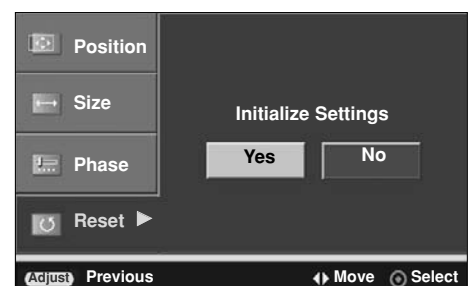 Position
Size
Phase
Reset
Initialize Settings
Yes No
Adjust Previous Move Select